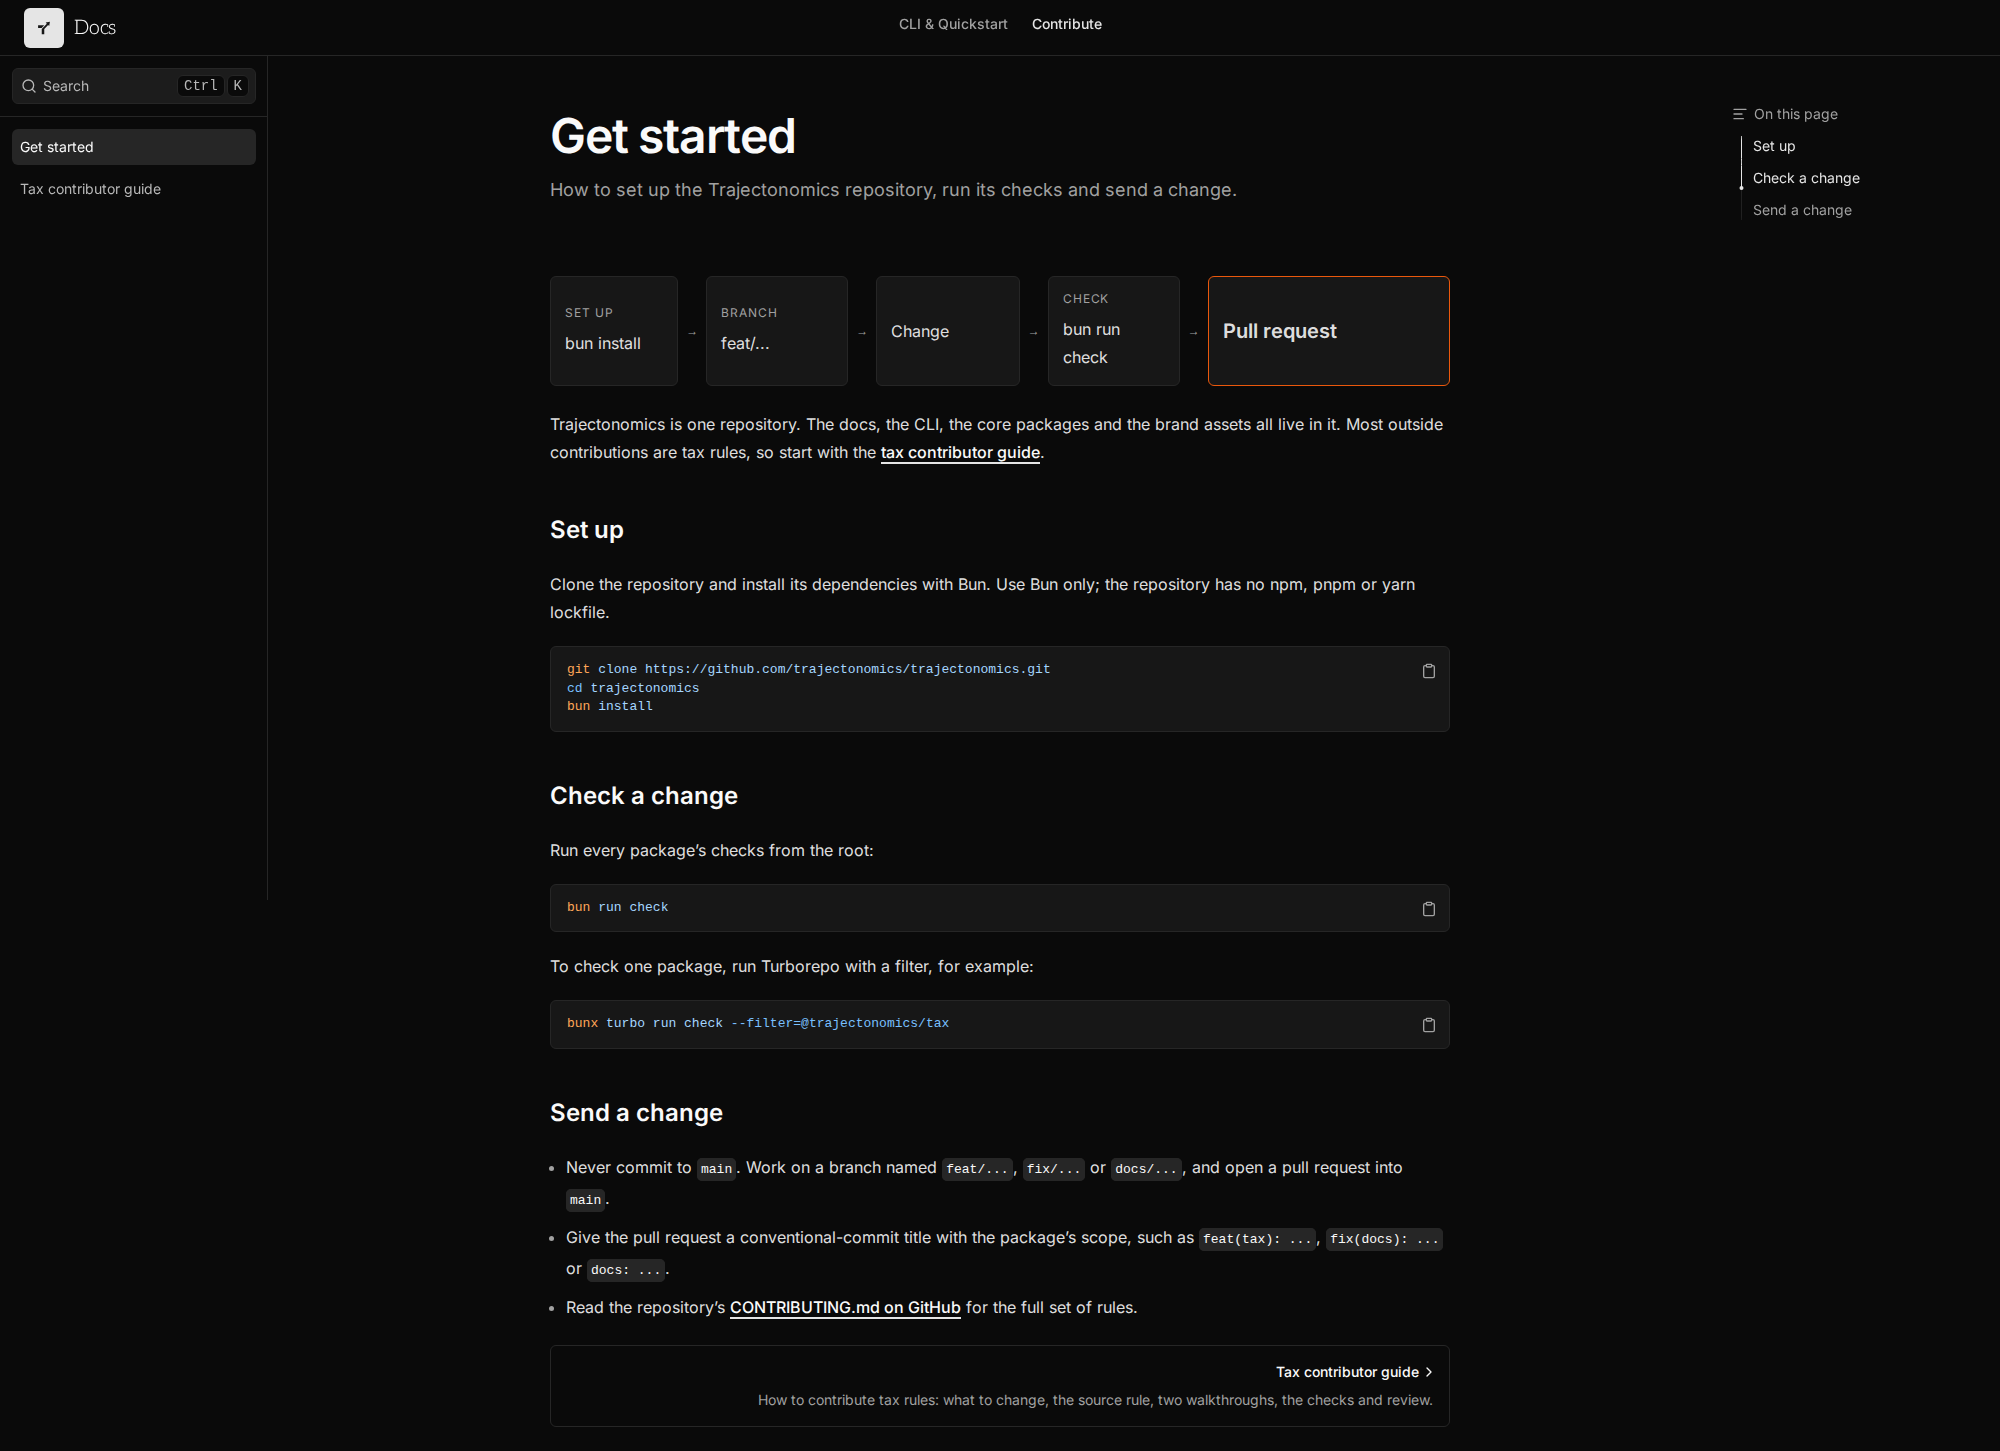 Docs
CLI & Quickstart
Contribute
Search
Ctrl K
Get started
Tax contributor guide
Get started
How to set up the Trajectonomics repository, run its checks and send a change.
SET UP
bun install
→
BRANCH
feat/...
→
Change
→
CHECK
bun run
check
→
Pull request
Trajectonomics is one repository. The docs, the CLI, the core packages and the brand assets all live in it. Most outside
contributions are tax rules, so start with the tax contributor guide.
Set up
Clone the repository and install its dependencies with Bun. Use Bun only; the repository has no npm, pnpm or yarn
lockfile.
git clone https://github.com/trajectonomics/trajectonomics.git
cd trajectonomics
bun install
Check a change
Run every package’s checks from the root:
bun run check
To check one package, run Turborepo with a filter, for example:
bunx turbo run check --filter=@trajectonomics/tax
Send a change
• Never commit to main. Work on a branch named feat/..., fix/... or docs/..., and open a pull request into
main.
• Give the pull request a conventional-commit title with the package’s scope, such as feat(tax): ..., fix(docs): ...
or docs: ....
• Read the repository’s CONTRIBUTING.md on GitHub for the full set of rules.
Tax contributor guide
How to contribute tax rules: what to change, the source rule, two walkthroughs, the checks and review.
On this page
Set up
Check a change
Send a change